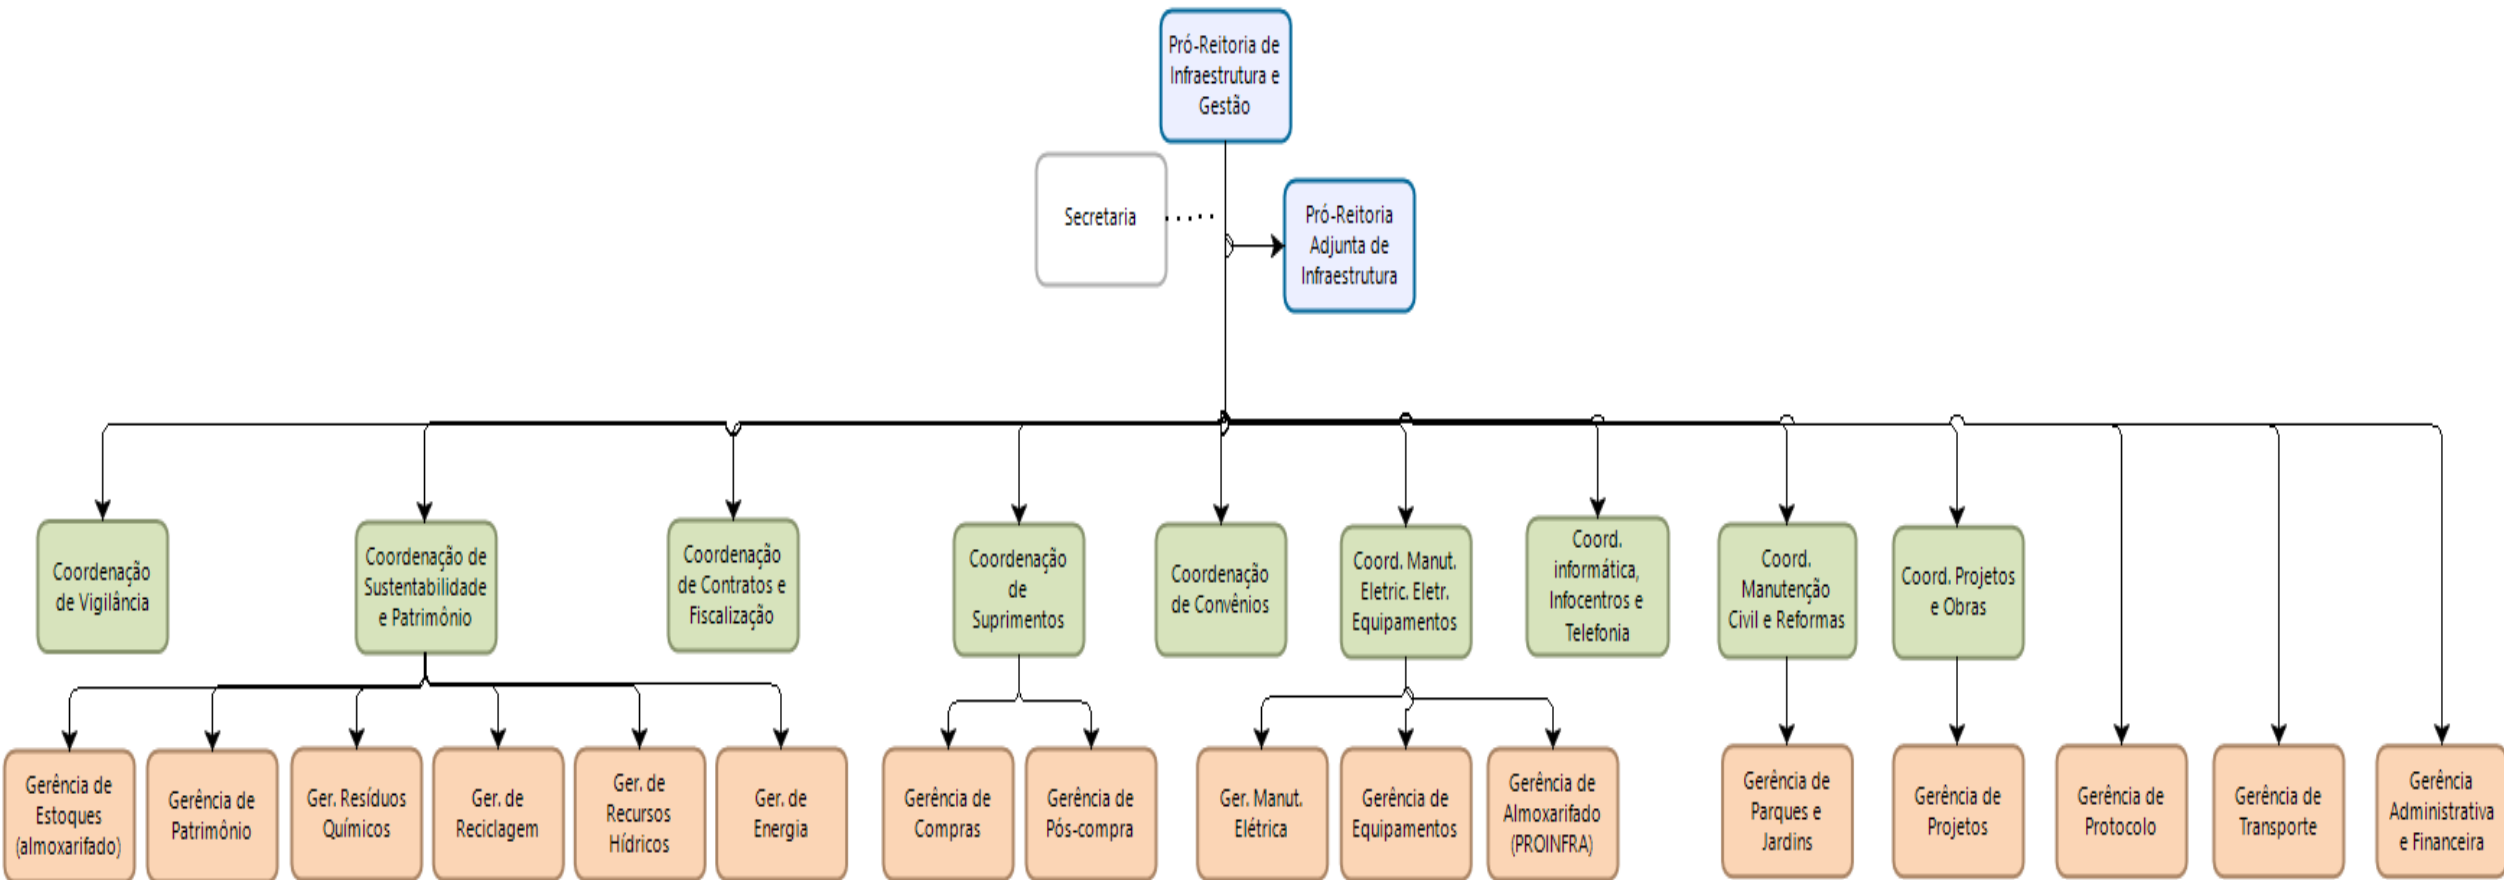 Pró-Reitoria de
Infraestrutura e
Gestão
Secretaria
Pró-Reitoria
Adjunta de
Infraestrutura
Coordenação
de Vigilância
Coordenação de
Sustentabilidade
e Patrimônio
Coordenação
de Contratos e
Fiscalização
Coordenação
de
Suprimentos
Coordenação
de Convênios
Coord. Manut.
Eletric. Eletr.
Equipamentos
Coord.
informática,
Infocentros e
Telefonia
Coord.
Manutenção
Civil e Reformas
Coord. Projetos
e Obras
Gerência de
Estoques
(almoxarifado)
Gerência de
Patrimônio
Ger. Resíduos
Químicos
Ger. de
Reciclagem
Ger. de
Recursos
Hídricos
Ger. de
Energia
Gerência de
Compras
Gerência de
Pós-compra
Ger. Manut.
Elétrica
Gerência de
Equipamentos
Gerência de
Almoxarifado
(PROINFRA)
Gerência de
Parques e
Jardins
Gerência de
Projetos
Gerência de
Protocolo
Gerência de
Transporte
Gerência
Administrativa
e Financeira